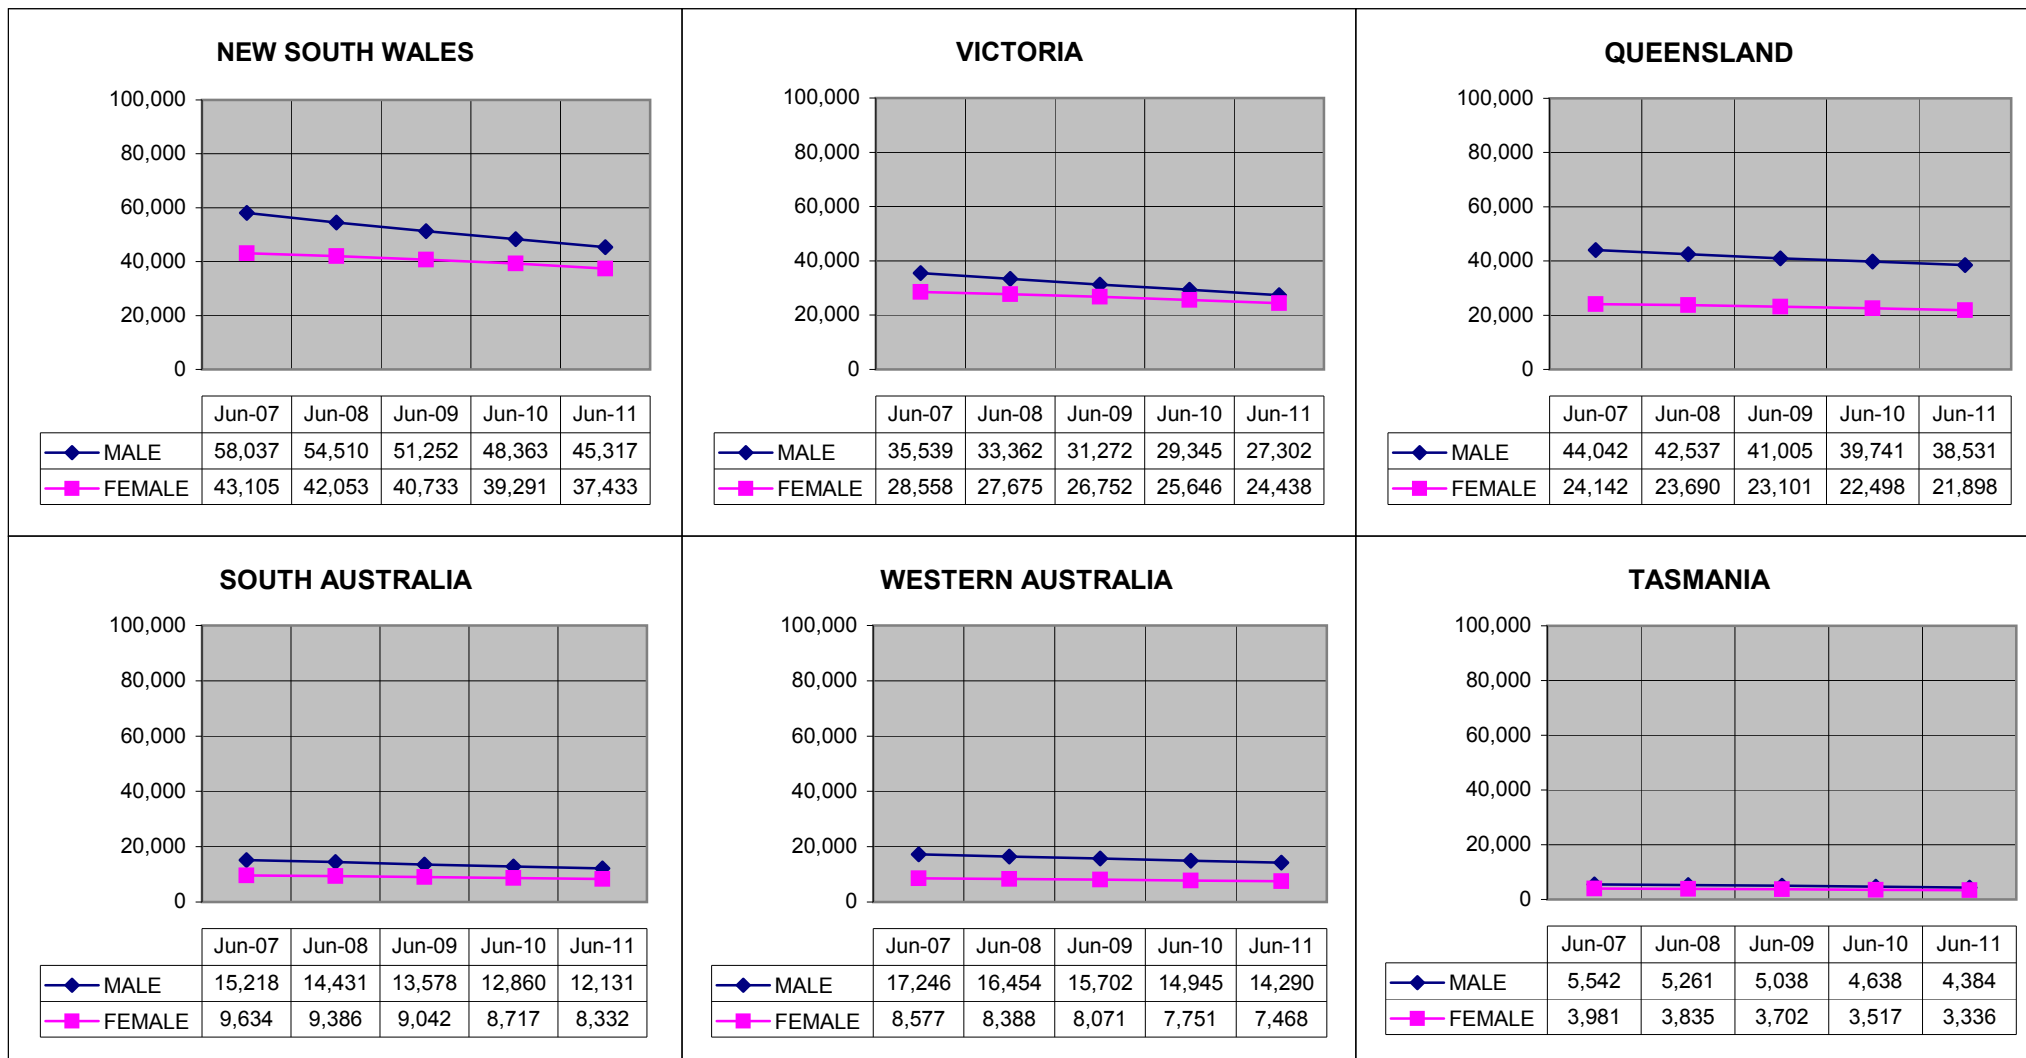 NEW SOUTH WALES
100,000
80,000
60,000
40,000
20,000
0
Jun-07 Jun-08 Jun-09 Jun-10 Jun-11
MALE 58,037 54,510 51,252 48,363 45,317
FEMALE 43,105 42,053 40,733 39,291 37,433
VICTORIA
100,000
80,000
60,000
40,000
20,000
0
Jun-07 Jun-08 Jun-09 Jun-10 Jun-11
MALE 35,539 33,362 31,272 29,345 27,302
FEMALE 28,558 27,675 26,752 25,646 24,438
QUEENSLAND
100,000
80,000
60,000
40,000
20,000
0
Jun-07 Jun-08 Jun-09 Jun-10 Jun-11
MALE 44,042 42,537 41,005 39,741 38,531
FEMALE 24,142 23,690 23,101 22,498 21,898
SOUTH AUSTRALIA
100,000
80,000
60,000
40,000
20,000
0
Jun-07 Jun-08 Jun-09 Jun-10 Jun-11
MALE 15,218 14,431 13,578 12,860 12,131
FEMALE 9,634 9,386 9,042 8,717 8,332
WESTERN AUSTRALIA
100,000
80,000
60,000
40,000
20,000
0
Jun-07 Jun-08 Jun-09 Jun-10 Jun-11
MALE 17,246 16,454 15,702 14,945 14,290
FEMALE 8,577 8,388 8,071 7,751 7,468
TASMANIA
100,000
80,000
60,000
40,000
20,000
0
Jun-07 Jun-08 Jun-09 Jun-10 Jun-11
MALE 5,542 5,261 5,038 4,638 4,384
FEMALE 3,981 3,835 3,702 3,517 3,336